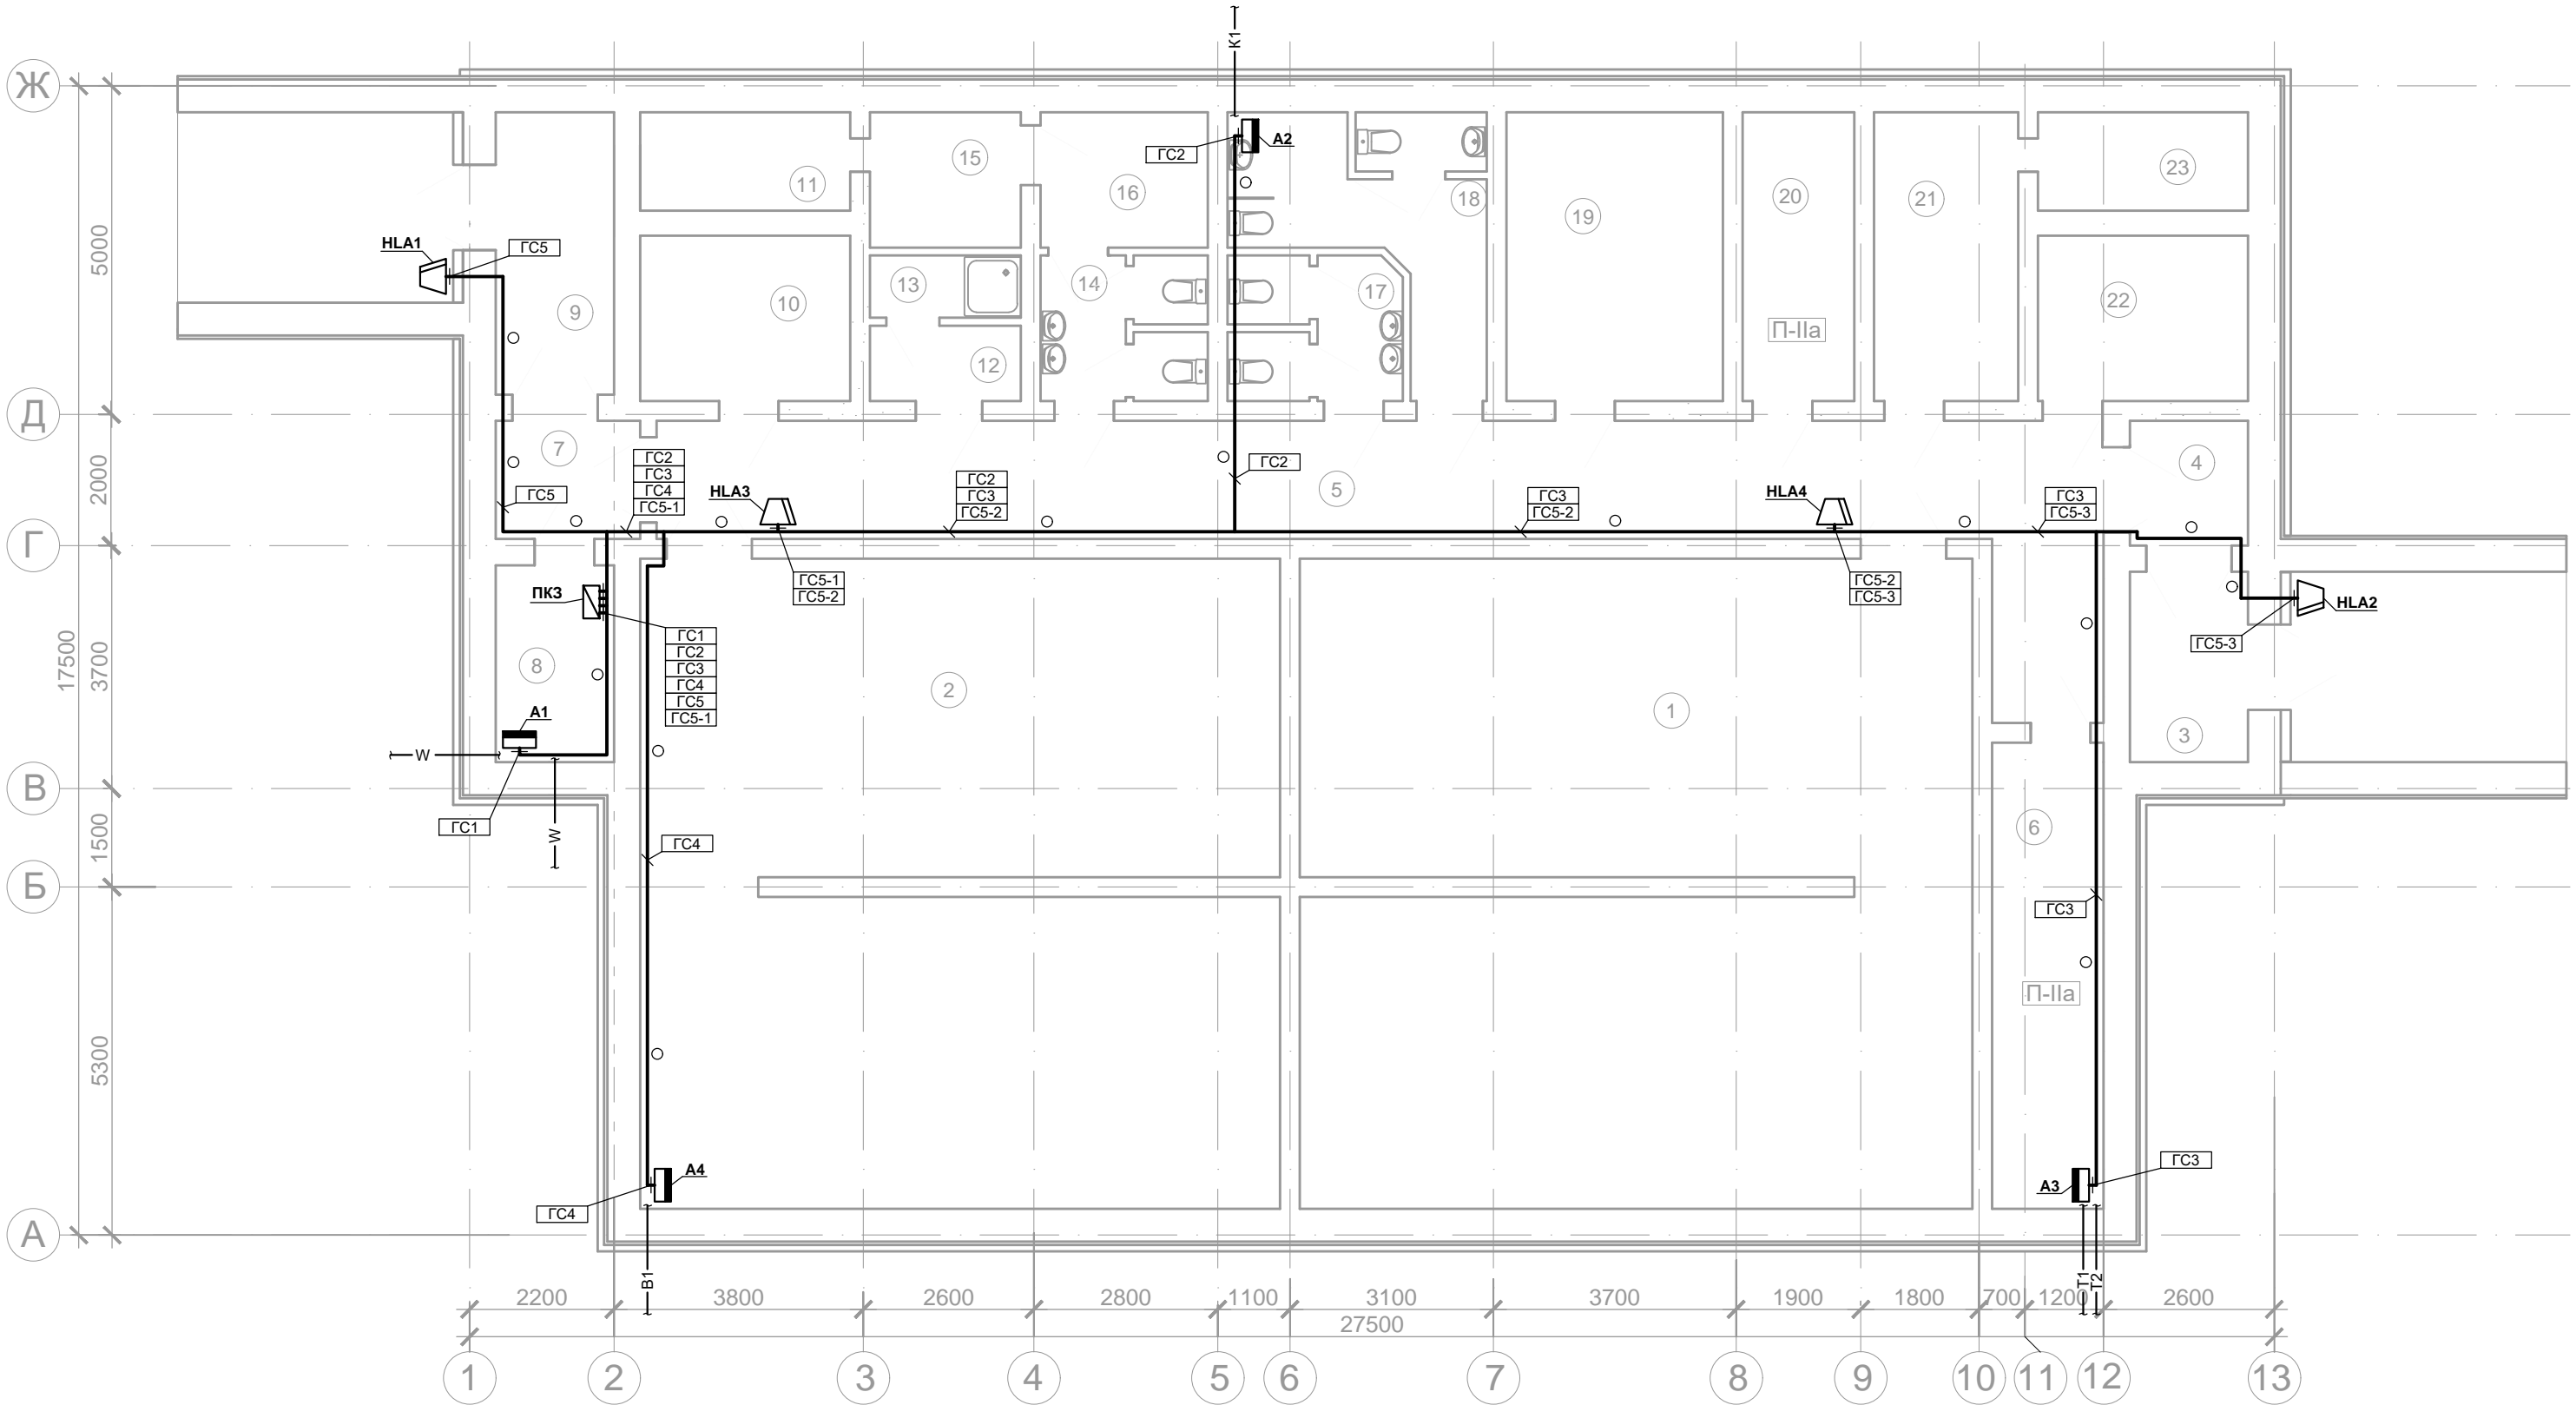 К1
Ж
А2
ГС2
15
11
16
18
19
20
21
23
HLA1
ГС5
5000
9
10
13
14
17
П-IIа
22
12
Д
7
ГС2
ГС3
ГС4
ГС5-1
ГС2
5
4
2000
ГС5
HLA3
ГС2
ГС3
ГС5-2
ГС3
ГС5-2
HLA4
ГС3
ГС5-3
Г
ПК3
ГС5-1
ГС5-2
ГС5-2
ГС5-3
HLA2
ГС5-3
17500
3700
8
ГС1
ГС2
ГС3
ГС4
ГС5
ГС5-1
2
1
3
А1
W
В
ГС1
W
1500
ГС4
6
Б
ГС3
П-IIа
5300
А4
ГС4
А3
ГС3
А
В1
Т1
Т2
2200
3800
2600
2800
1100
3100
3700
1900
1800
700
1200
2600
27500
1
2
3
4
5
6
7
8
9
10
11
12
13